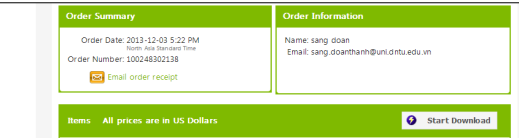 Order Summary
Order Information
Order Date: 2013-12-03 5:22 PM
North Asia Standard Time
Order Number: 100248302138
Email order receipt
Name: sang doan
Email: sang.doanthanh@uni.dntu.edu.vn
Items All prices are in US Dollars
Start Download